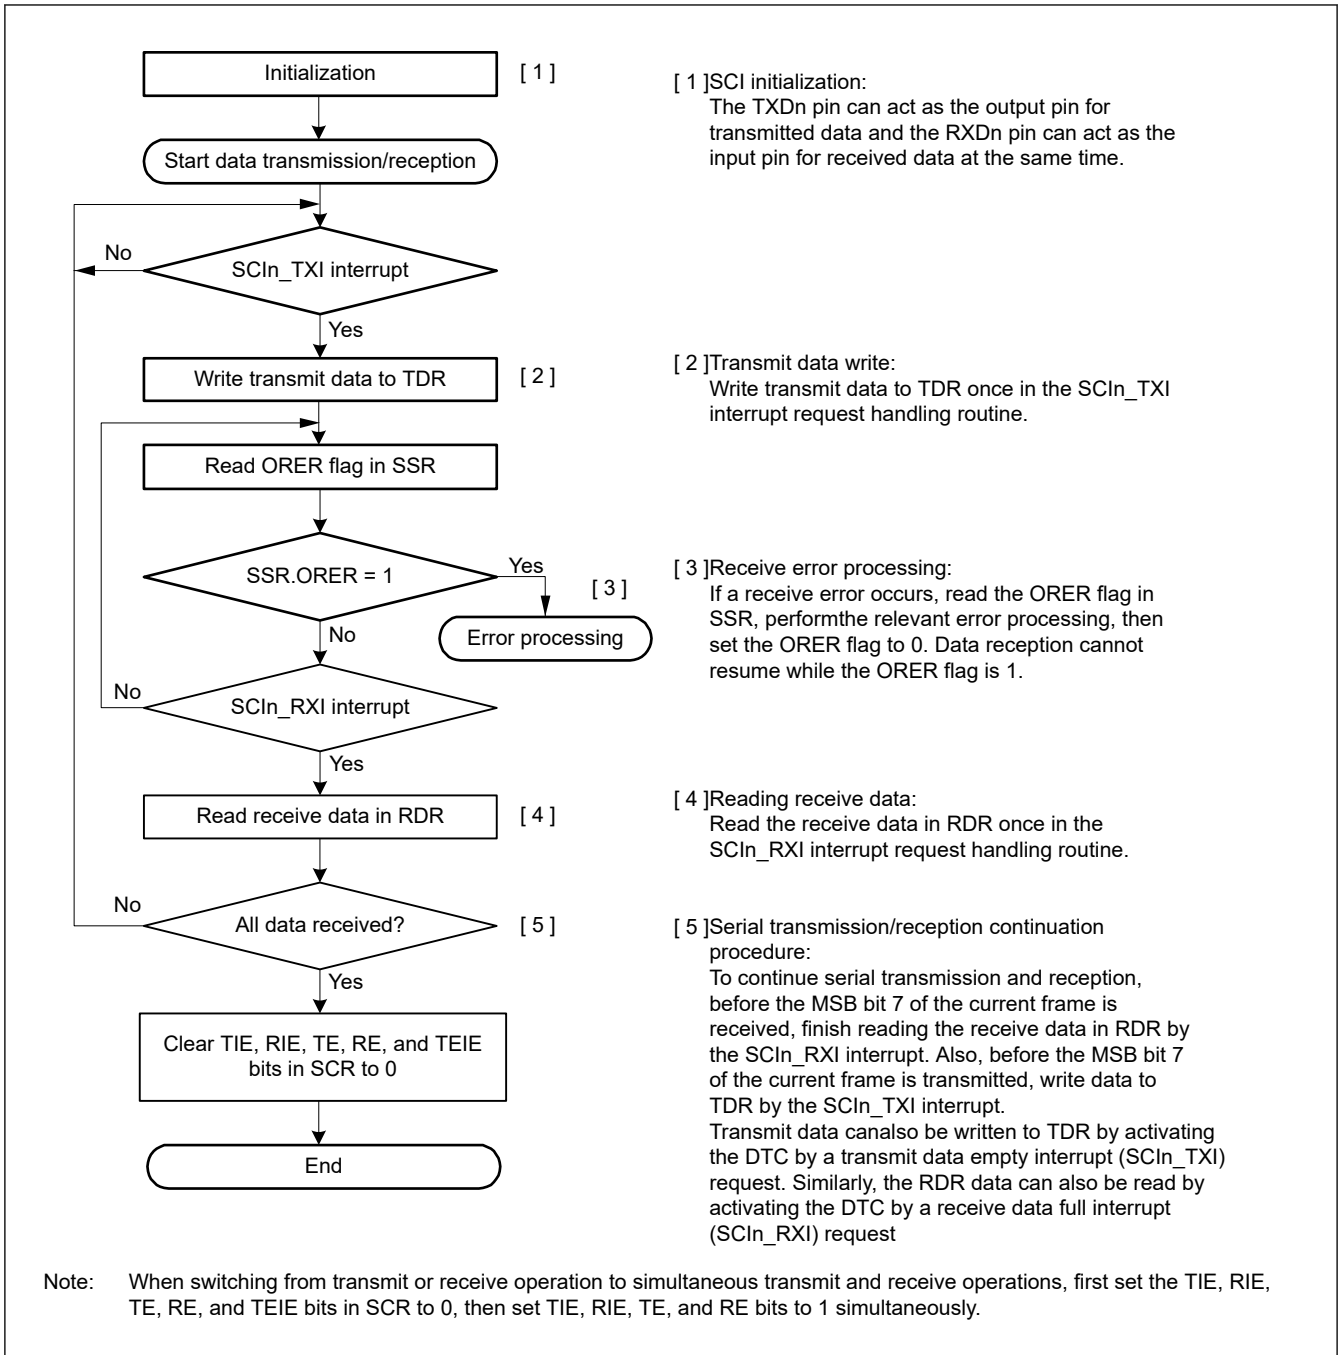 Initialization
[ 1 ]
Start data transmission/reception
No
SCIn_TXI interrupt
Yes
Write transmit data to TDR
[ 2 ]
Read ORER flag in SSR
SSR.ORER = 1
Yes
[ 3 ]
Error processing
No
No
SCIn_RXI interrupt
Yes
Read receive data in RDR
[ 4 ]
No
All data received?
[ 5 ]
Yes
Clear TIE, RIE, TE, RE, and TEIE
bits in SCR to 0
End
[ 1 ]SCI initialization:
The TXDn pin can act as the output pin for
transmitted data and the RXDn pin can act as the
input pin for received data at the same time.
[ 2 ]Transmit data write:
Write transmit data to TDR once in the SCIn_TXI
interrupt request handling routine.
[ 3 ]Receive error processing:
If a receive error occurs, read the ORER flag in
SSR, performthe relevant error processing, then
set the ORER flag to 0. Data reception cannot
resume while the ORER flag is 1.
[ 4 ]Reading receive data:
Read the receive data in RDR once in the
SCIn_RXI interrupt request handling routine.
[ 5 ]Serial transmission/reception continuation
procedure:
To continue serial transmission and reception,
before the MSB bit 7 of the current frame is
received, finish reading the receive data in RDR by
the SCIn_RXI interrupt. Also, before the MSB bit 7
of the current frame is transmitted, write data to
TDR by the SCIn_TXI interrupt.
Transmit data canalso be written to TDR by activating
the DTC by a transmit data empty interrupt (SCIn_TXI)
request. Similarly, the RDR data can also be read by
activating the DTC by a receive data full interrupt
(SCIn_RXI) request
Note: When switching from transmit or receive operation to simultaneous transmit and receive operations, first set the TIE, RIE,
TE, RE, and TEIE bits in SCR to 0, then set TIE, RIE, TE, and RE bits to 1 simultaneously.